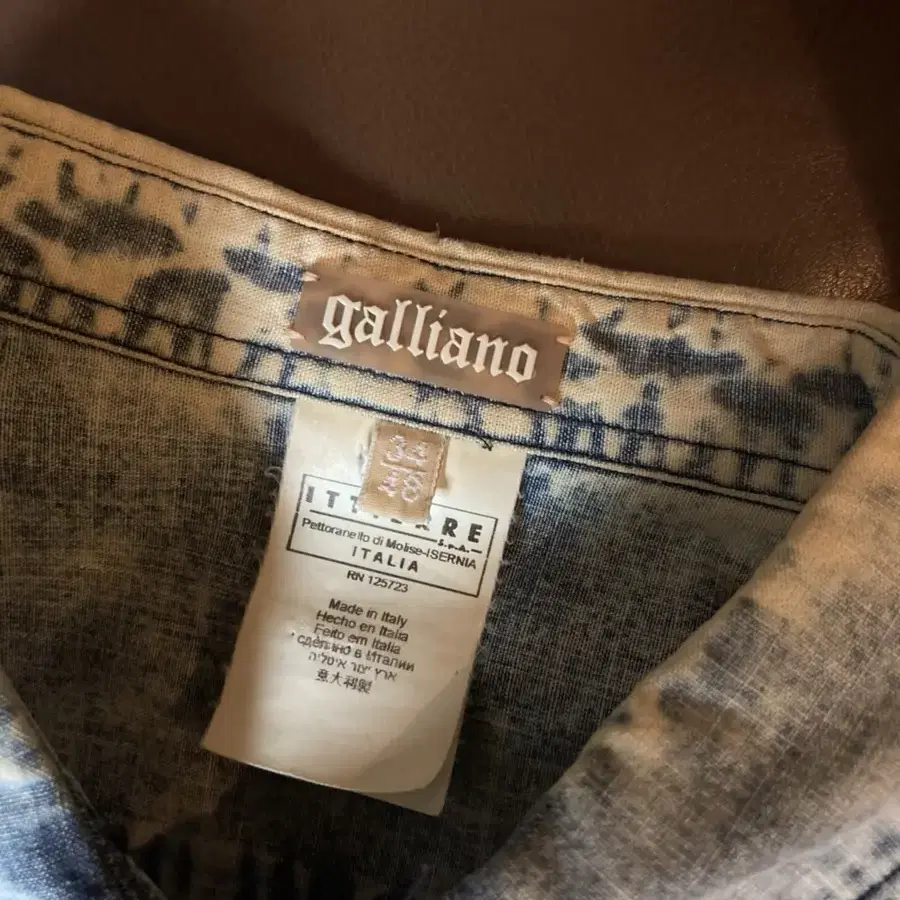 galliano
34
48
ITTIERRE
S.p.A.
Pettoranello di Molise-ISERNIA
ITALIA
RN 125723
Made in Italy
Hecho en Italia
Feito em Italia
сделано в Италии
ארץ יצור איטליה
意大利製